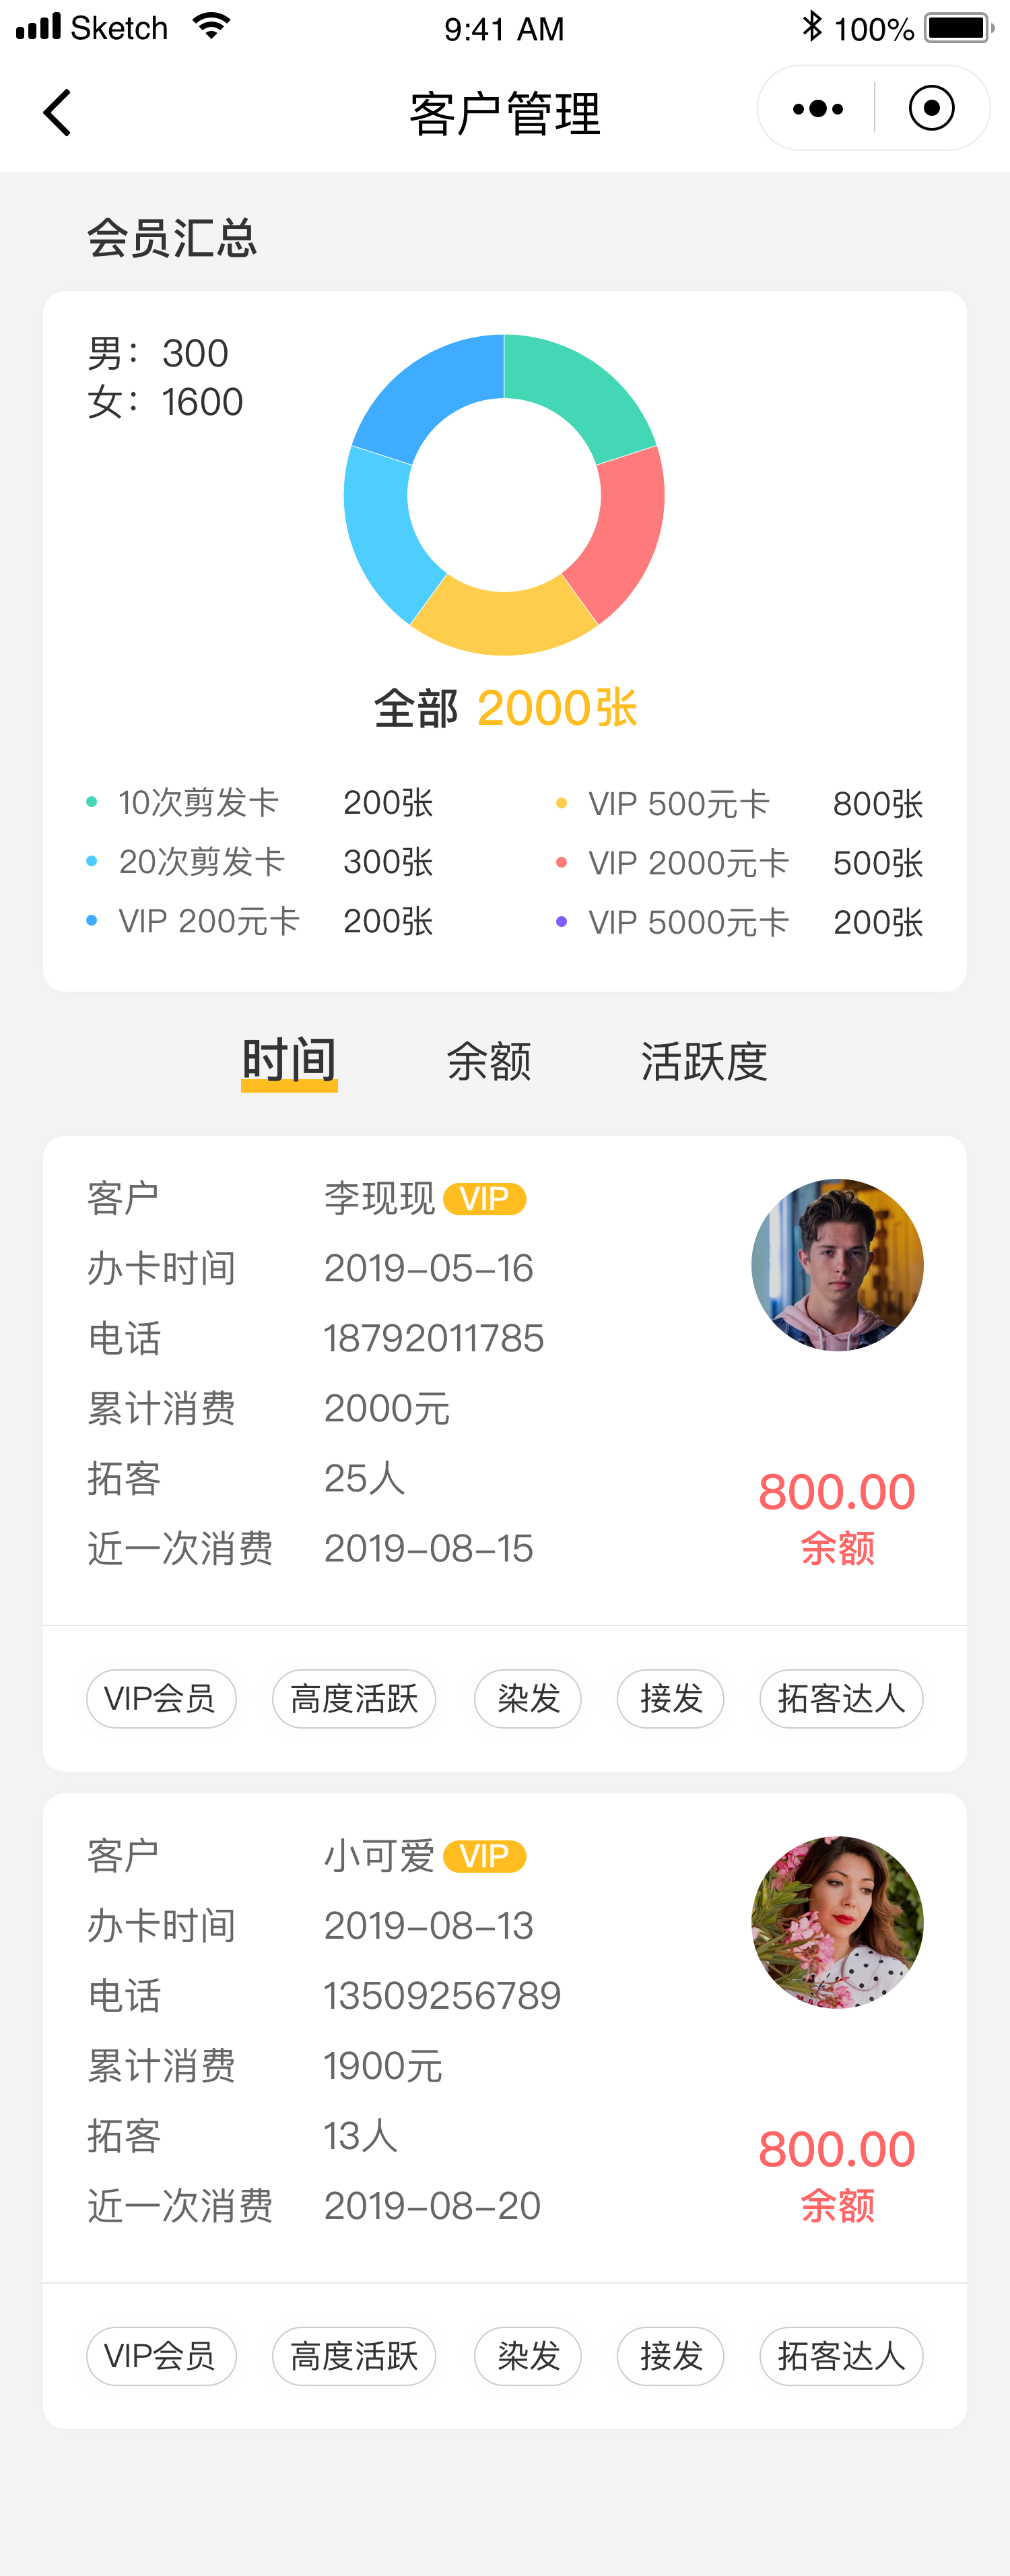 Sketch 9:41 AM 100%
客户管理
会员汇总
男：300
女：1600
全部 2000张
10次剪发卡 200张 VIP 500元卡 800张
20次剪发卡 300张 VIP 2000元卡 500张
VIP 200元卡 200张 VIP 5000元卡 200张
时间 余额 活跃度
客户 李现现 VIP
办卡时间 2019-05-16
电话 18792011785
累计消费 2000元
拓客 25人 800.00
近一次消费 2019-08-15 余额
VIP会员 高度活跃 染发 接发 拓客达人
客户 小可爱 VIP
办卡时间 2019-08-13
电话 13509256789
累计消费 1900元
拓客 13人 800.00
近一次消费 2019-08-20 余额
VIP会员 高度活跃 染发 接发 拓客达人